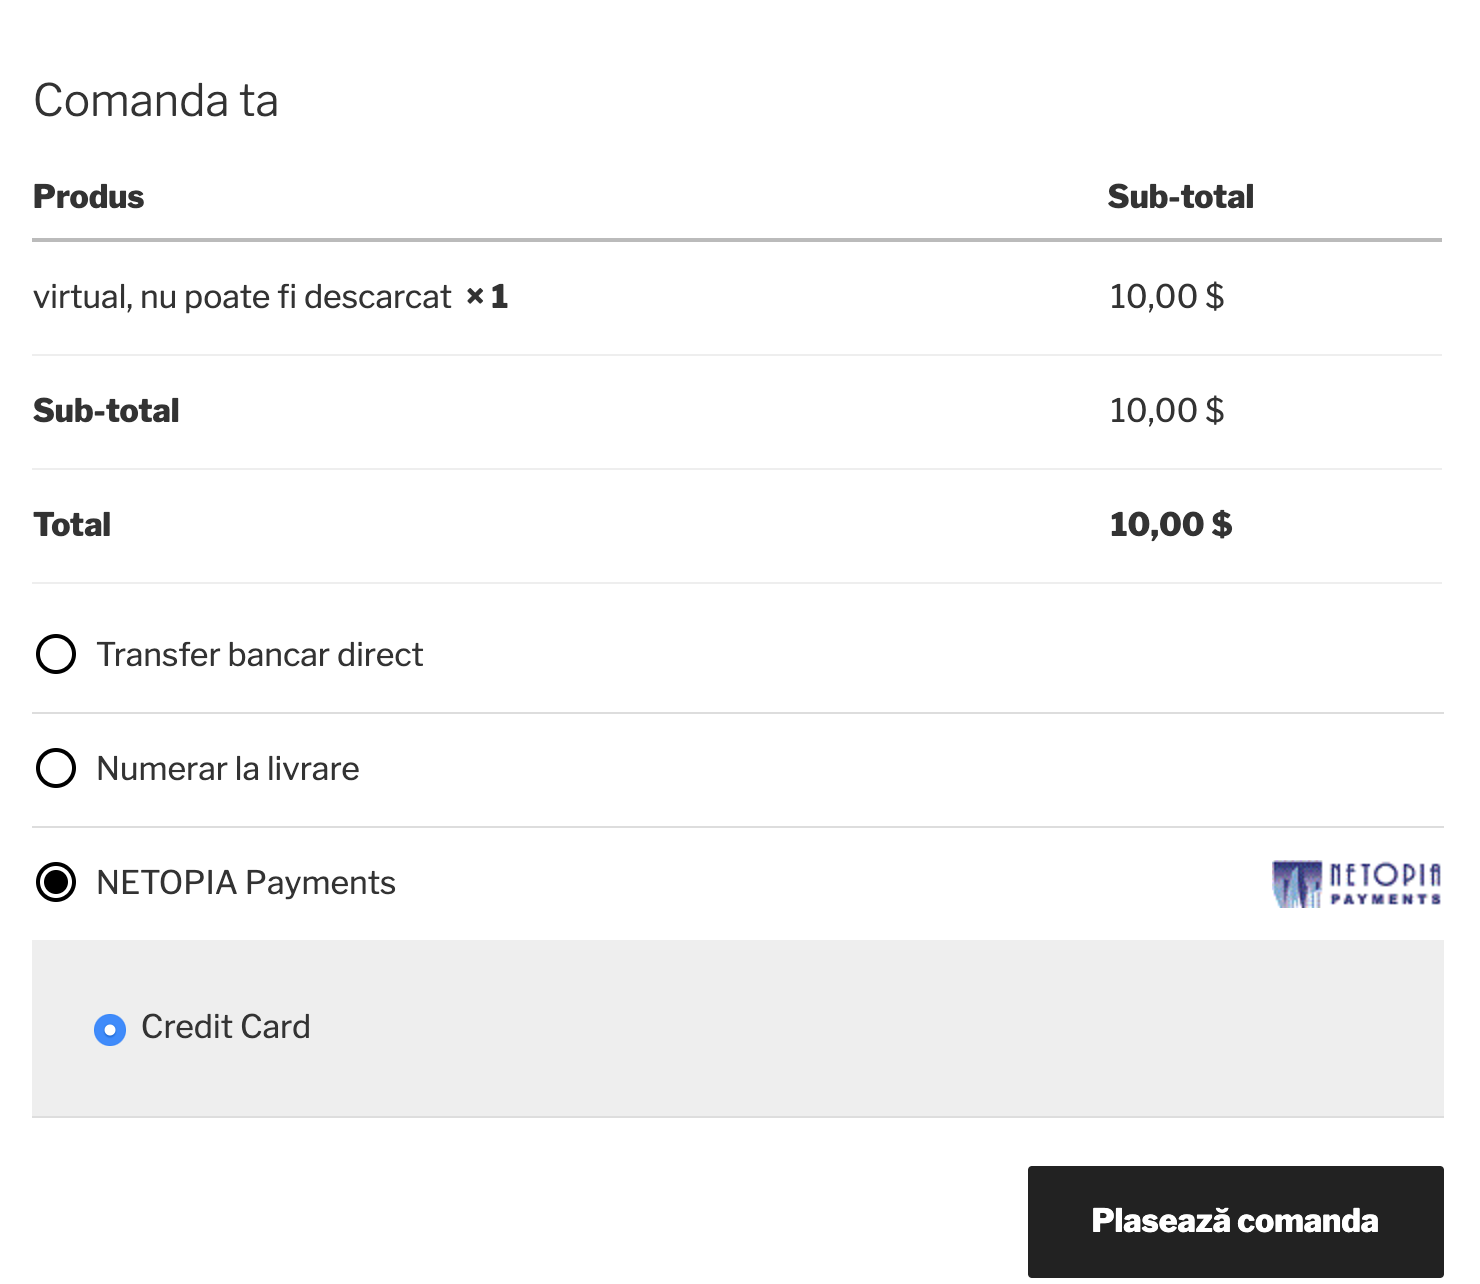 Comanda ta
Produs Sub-total
virtual, nu poate fi descarcat × 1 10,00 $
Sub-total 10,00 $
Total 10,00 $
Transfer bancar direct
Numerar la livrare
NETOPIA Payments NETOPIA
PAYMENTS
Credit Card
Plasează comanda